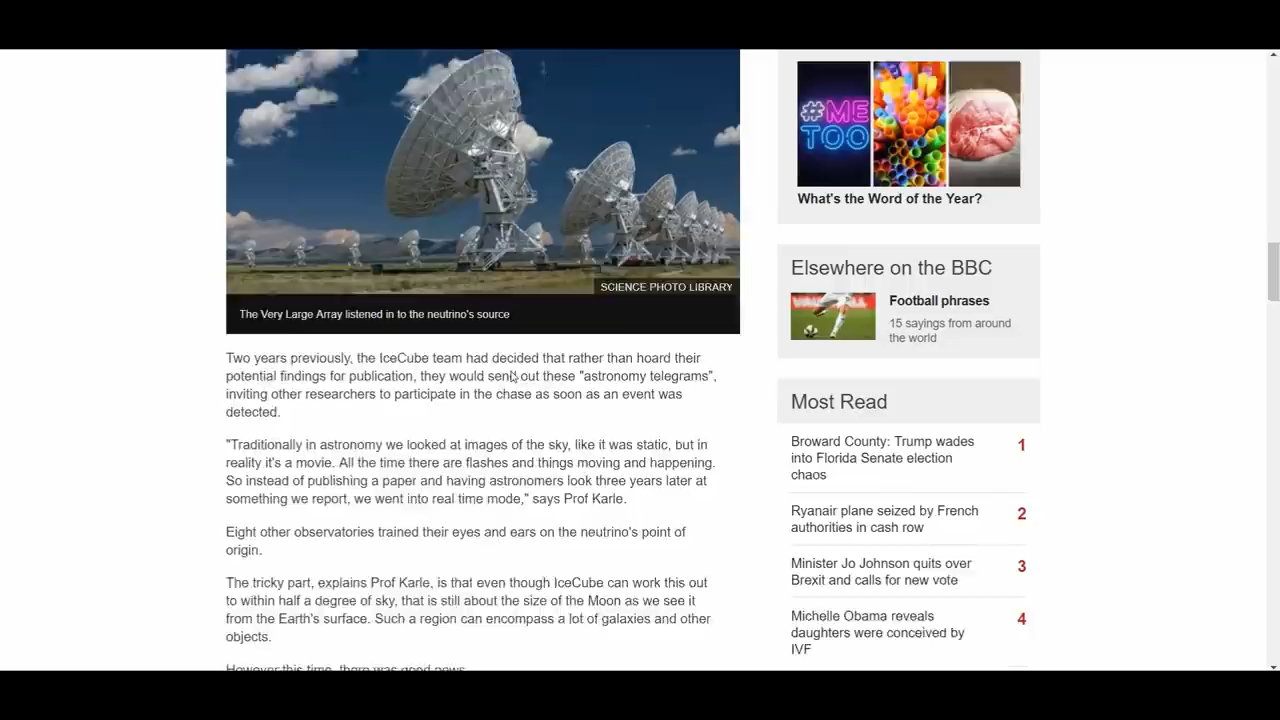 SCIENCE PHOTO LIBRARY
The Very Large Array listened in to the neutrino's source
Two years previously, the IceCube team had decided that rather than hoard their
potential findings for publication, they would send out these "astronomy telegrams",
inviting other researchers to participate in the chase as soon as an event was
detected.
"Traditionally in astronomy we looked at images of the sky, like it was static, but in
reality it's a movie. All the time there are flashes and things moving and happening.
So instead of publishing a paper and having astronomers look three years later at
something we report, we went into real time mode," says Prof Karle.
Eight other observatories trained their eyes and ears on the neutrino's point of
origin.
The tricky part, explains Prof Karle, is that even though IceCube can work this out
to within half a degree of sky, that is still about the size of the Moon as we see it
from the Earth's surface. Such a region can encompass a lot of galaxies and other
objects.
However this time, there was good news
#ME
TOO
What's the Word of the Year?
Elsewhere on the BBC
Football phrases
15 sayings from around
the world
Most Read
Broward County: Trump wades
into Florida Senate election
chaos
1
Ryanair plane seized by French
authorities in cash row
2
Minister Jo Johnson quits over
Brexit and calls for new vote
3
Michelle Obama reveals
daughters were conceived by
IVF
4